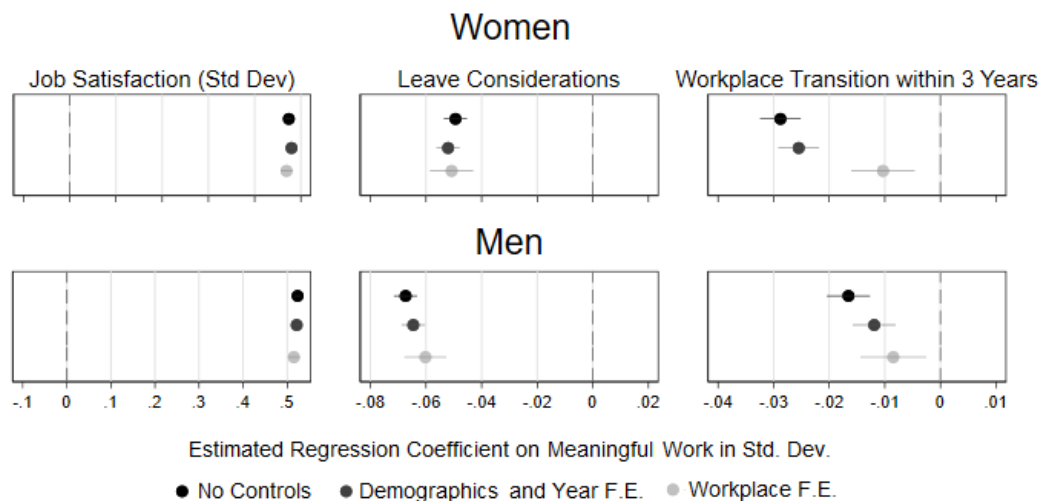 Women
Job Satisfaction (Std Dev) Leave Considerations Workplace Transition within 3 Years
Men
-.1 0 .1 .2 .3 .4 .5 -.08 -.06 -.04 -.02 0 .02 -.04 -.03 -.02 -.01 0 .01
Estimated Regression Coefficient on Meaningful Work in Std. Dev.
No Controls Demographics and Year F.E. Workplace F.E.